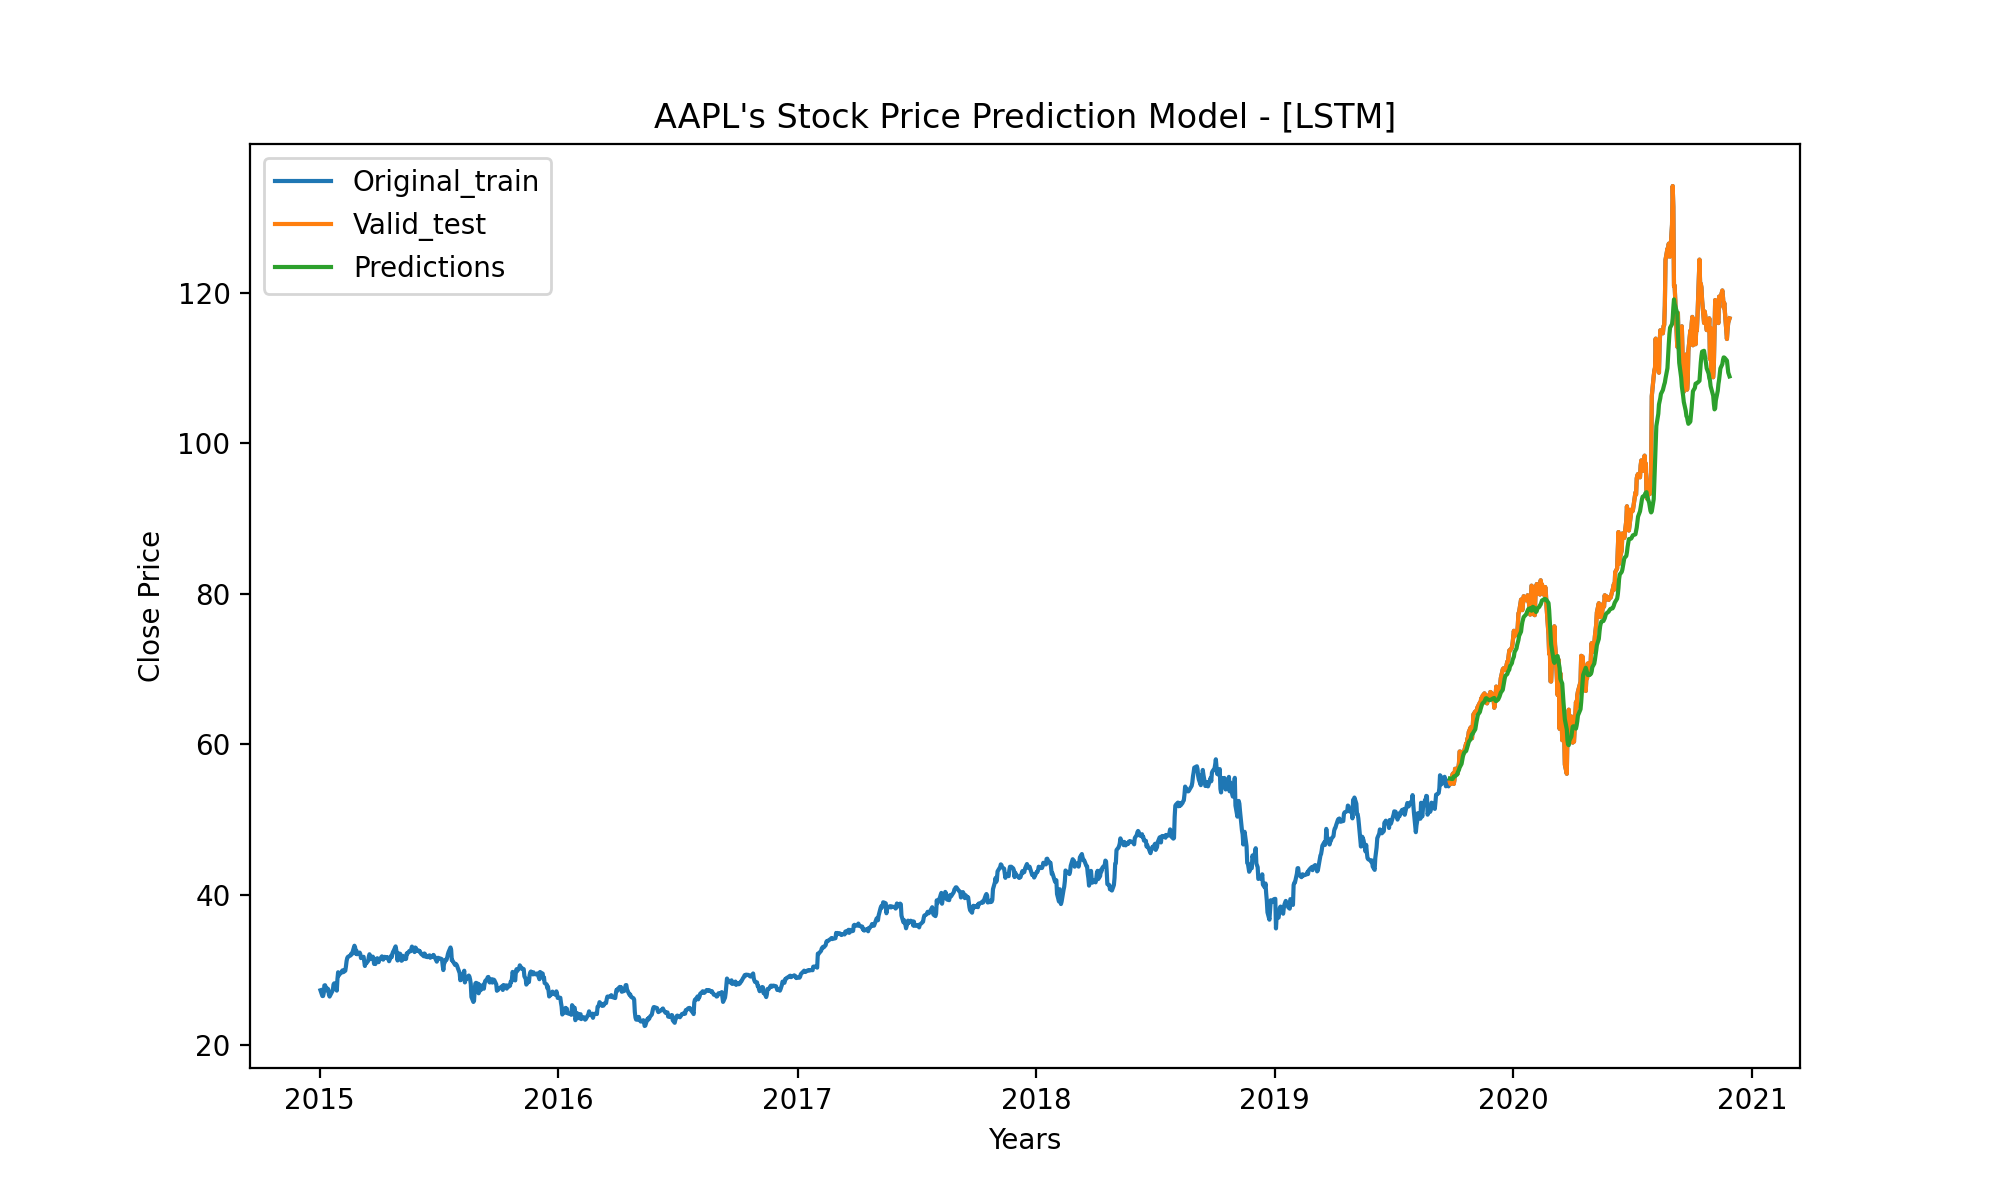 AAPL's Stock Price Prediction Model - [LSTM]
Original_train
Valid_test
Predictions
120
100
80
60
40
20
Close Price
2015 2016 2017 2018 2019 2020 2021
Years